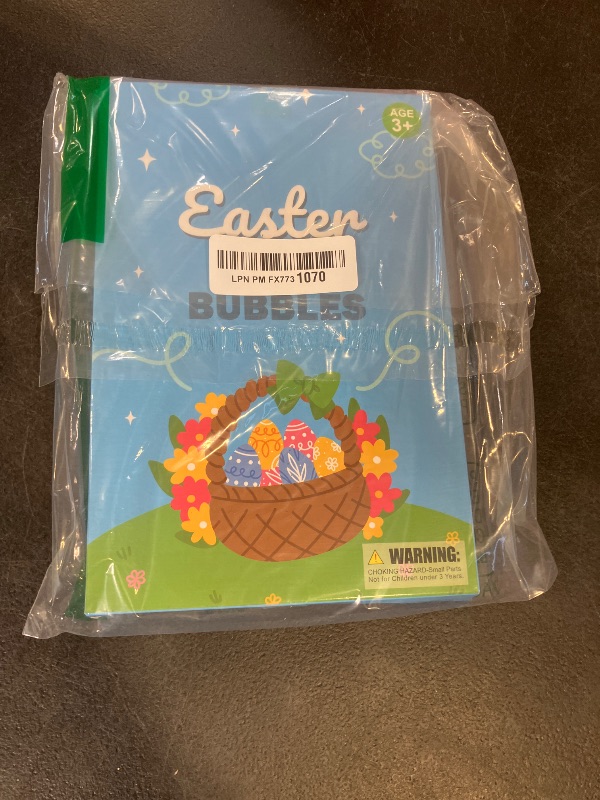 AGE
3+
Easter
LPN PM FX773 1070
BUBBLES
WARNING:
CHOKING HAZARD-Small Parts
Not for Children under 3 Years.